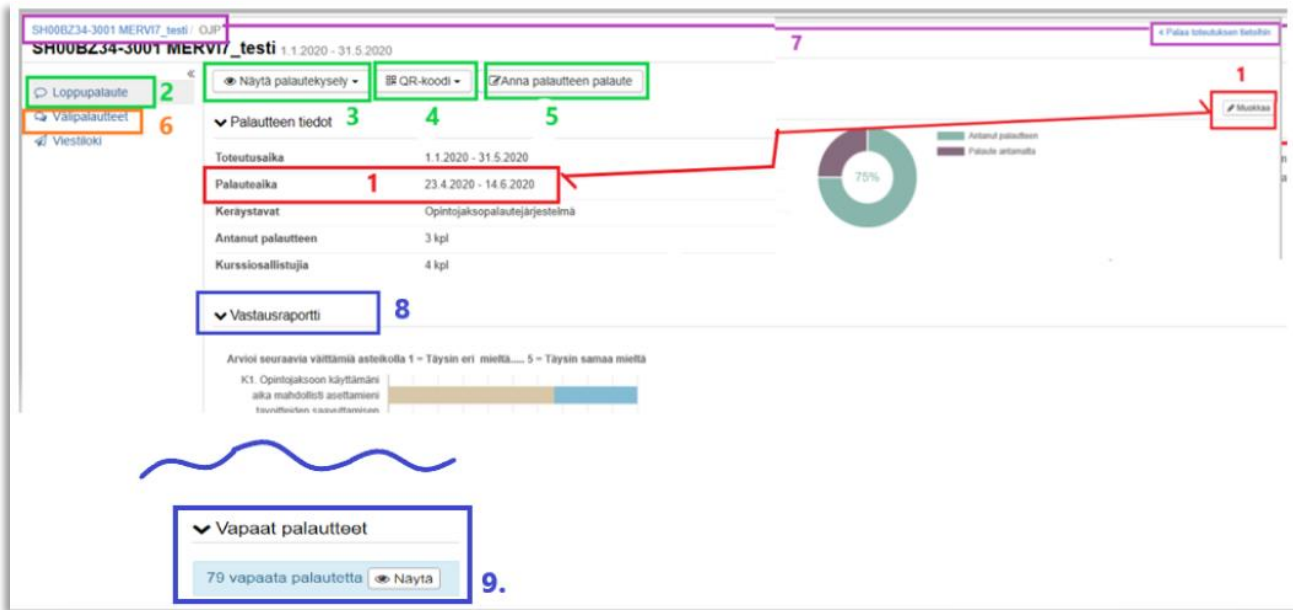 SH00BZ34-3001 MERVI7_testi / OJP
« Palaa toteutuksen tietoihin
7
SH00BZ34-3001 MERVI7_testi 1.1.2020 - 31.5.2020
«
Loppupalaute 2
Välipalautteet 6
Viestiloki
Näytä palautekysely
QR-koodi
Anna palautteen palaute
3
4
5
1
Muokkaa
Palautteen tiedot
Toteutusaika 1.1.2020 - 31.5.2020
Palauteaika 1 23.4.2020 - 14.6.2020
Keräystavat Opintojaksopalautejärjestelmä
Antanut palautteen 3 kpl
Kurssiosallistujia 4 kpl
Antanut palautteen
Palaute antamatta
75%
Vastausraportti 8
Arvioi seuraavia väittämiä asteikolla 1 = Täysin eri mieltä..... 5 = Täysin samaa mieltä
K1. Opintojaksoon käyttämäni
aika mahdollisti asettamieni
tavoitteiden saavuttamisen
Vapaat palautteet
79 vapaata palautetta Näytä
9.